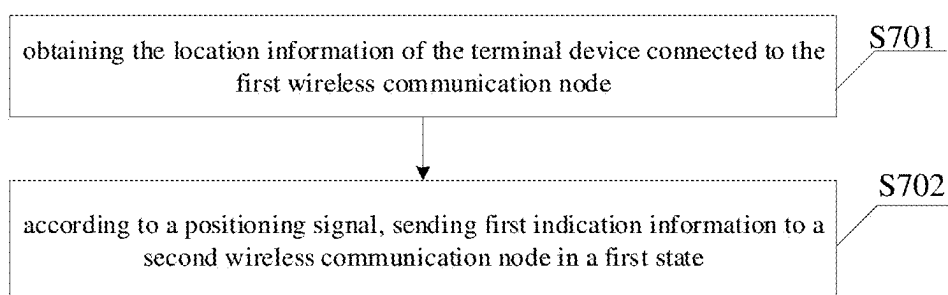 obtaining the location information of the terminal device connected to the
first wireless communication node
S701
according to a positioning signal, sending first indication information to a
second wireless communication node in a first state
S702